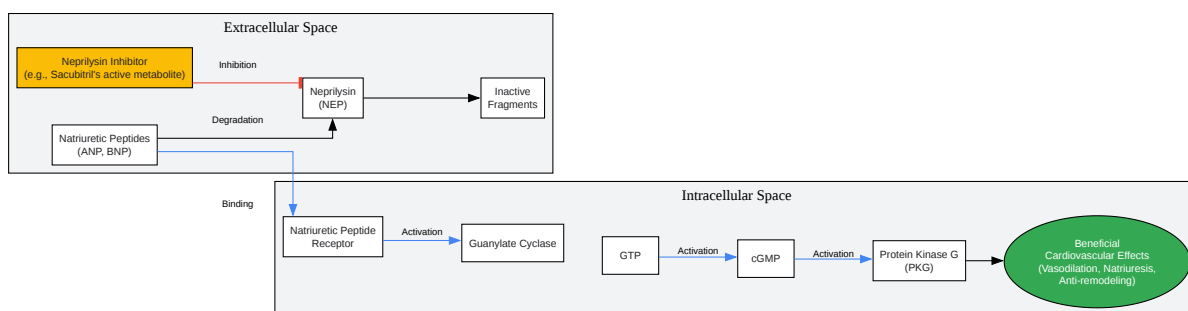 Extracellular Space
Neprilysin Inhibitor
(e.g., Sacubitril's active metabolite)
Inhibition
Neprilysin
(NEP)
Inactive
Fragments
Degradation
Natriuretic Peptides
(ANP, BNP)
Binding
Intracellular Space
Natriuretic Peptide
Receptor
Activation
Guanylate Cyclase
GTP
Activation
cGMP
Activation
Protein Kinase G
(PKG)
Beneficial
Cardiovascular Effects
(Vasodilation, Natriuresis,
Anti-remodeling)